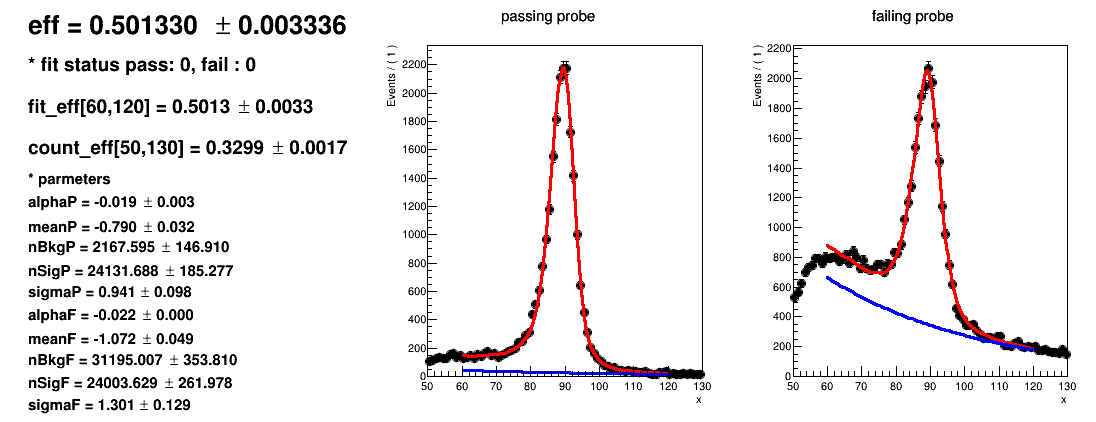 eff = 0.501330 ± 0.003336
* fit status pass: 0, fail : 0
fit_eff[60,120] = 0.5013 ± 0.0033
count_eff[50,130] = 0.3299 ± 0.0017
* parmeters
alphaP = -0.019 ± 0.003
meanP = -0.790 ± 0.032
nBkgP = 2167.595 ± 146.910
nSigP = 24131.688 ± 185.277
sigmaP = 0.941 ± 0.098
alphaF = -0.022 ± 0.000
meanF = -1.072 ± 0.049
nBkgF = 31195.007 ± 353.810
nSigF = 24003.629 ± 261.978
sigmaF = 1.301 ± 0.129
passing probe
Events / ( 1 )
2200
2000
1800
1600
1400
1200
1000
800
600
400
200
0
50 60 70 80 90 100 110 120 130
x
failing probe
Events / ( 1 )
2200
2000
1800
1600
1400
1200
1000
800
600
400
200
0
50 60 70 80 90 100 110 120 130
x